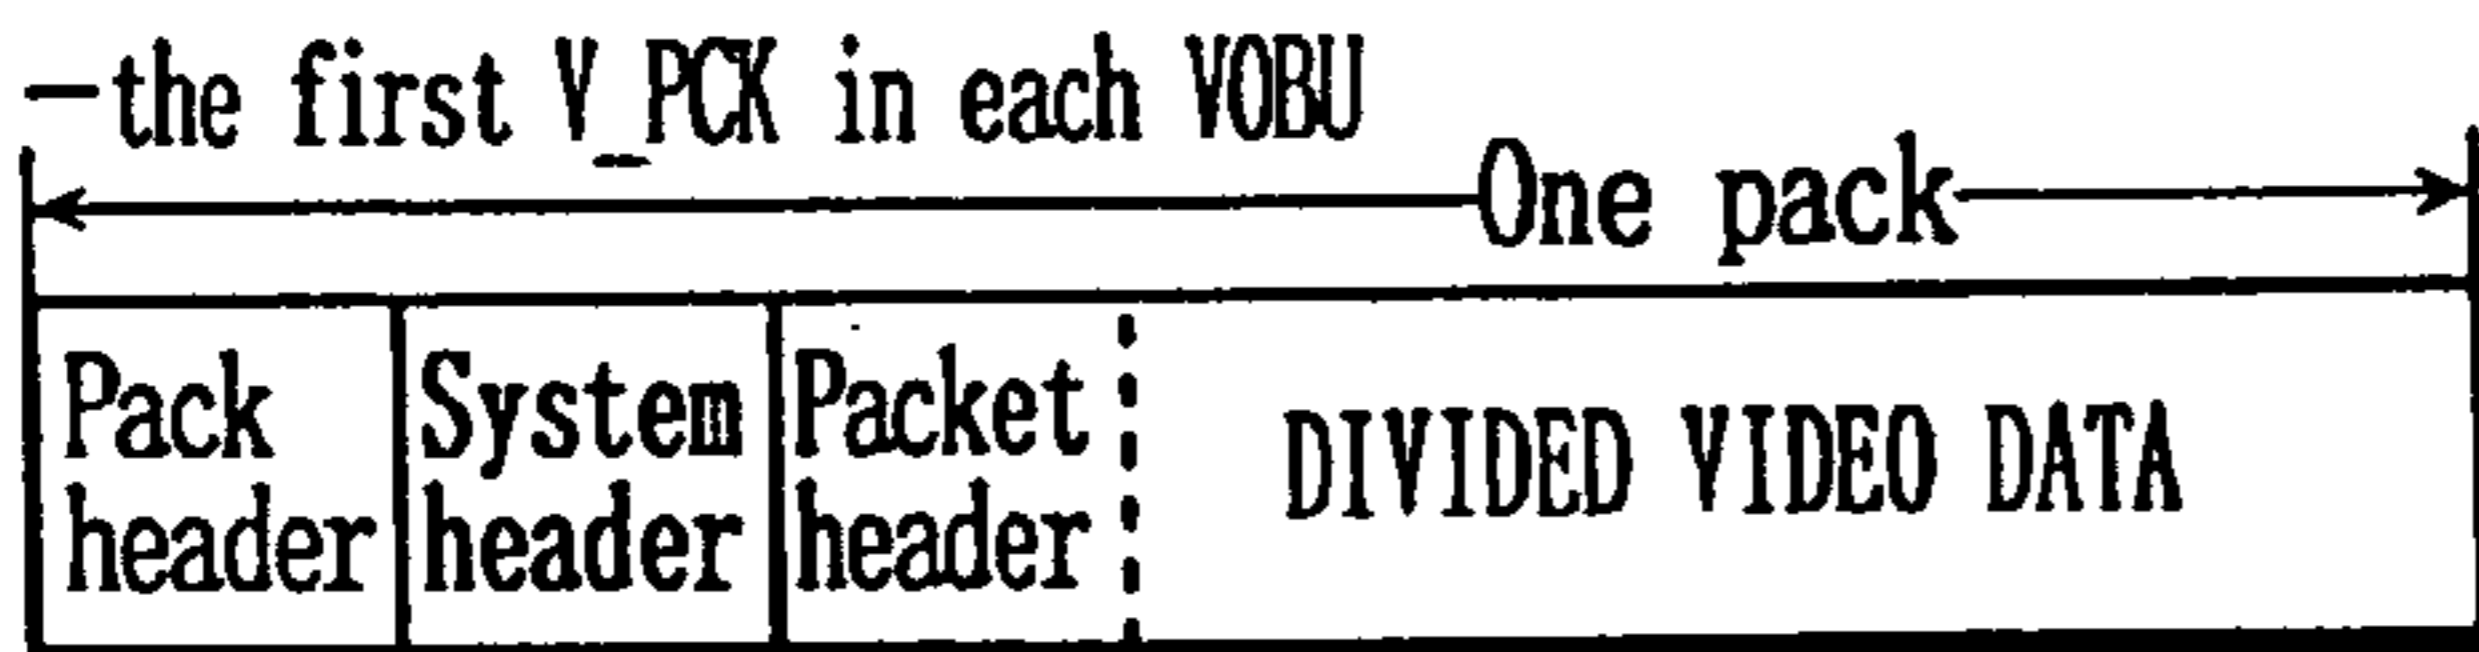 —the first V_PCK in each VOBU
One pack
Pack header
System header
Packet header
DIVIDED VIDEO DATA